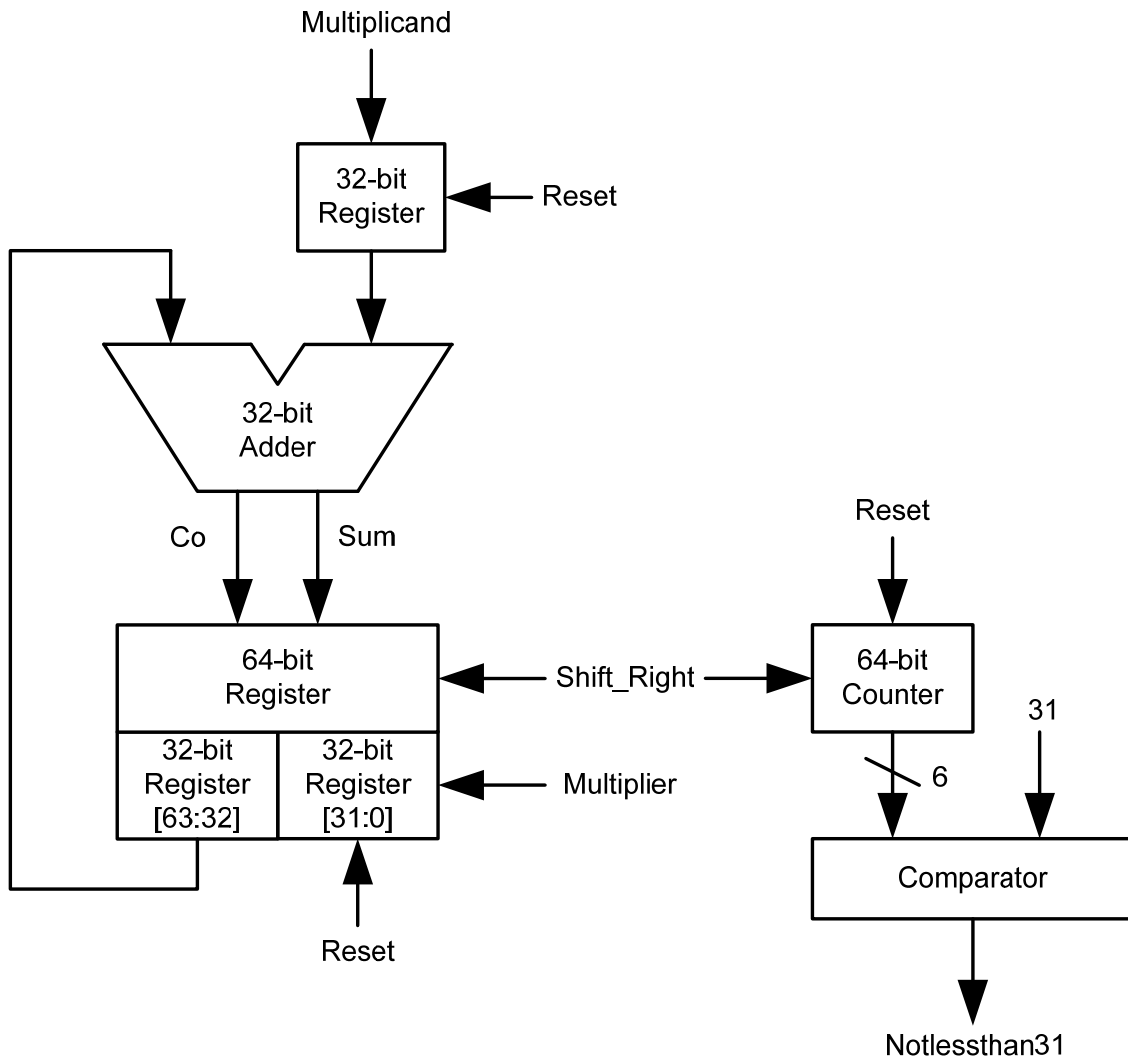 Multiplicand
32-bit
Register
Reset
32-bit
Adder
Co
Sum
Reset
64-bit
Register
Shift_Right
64-bit
Counter
31
32-bit
Register
[63:32]
32-bit
Register
[31:0]
Multiplier
6
Comparator
Reset
Notlessthan31